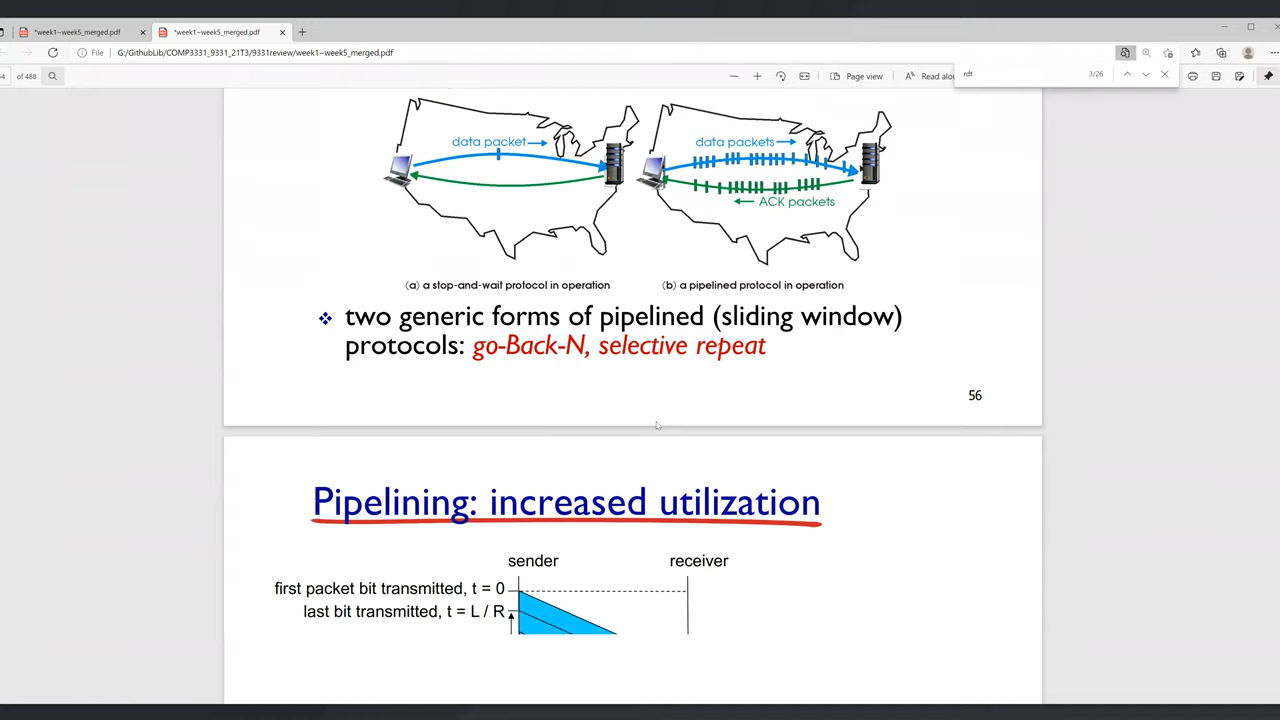 *week1~week5_merged.pdf
*week1~week5_merged.pdf
File
G:/GithubLib/COMP3331_9331_21T3/9331review/week1~week5_merged.pdf
of 488
Page view
Read
rdt
3/26
data packet
data packets
ACK packets
(a) a stop-and-wait protocol in operation
(b) a pipelined protocol in operation
two generic forms of pipelined (sliding window)
protocols: go-Back-N, selective repeat
56
Pipelining: increased utilization
sender
receiver
first packet bit transmitted, t = 0
last bit transmitted, t = L / R